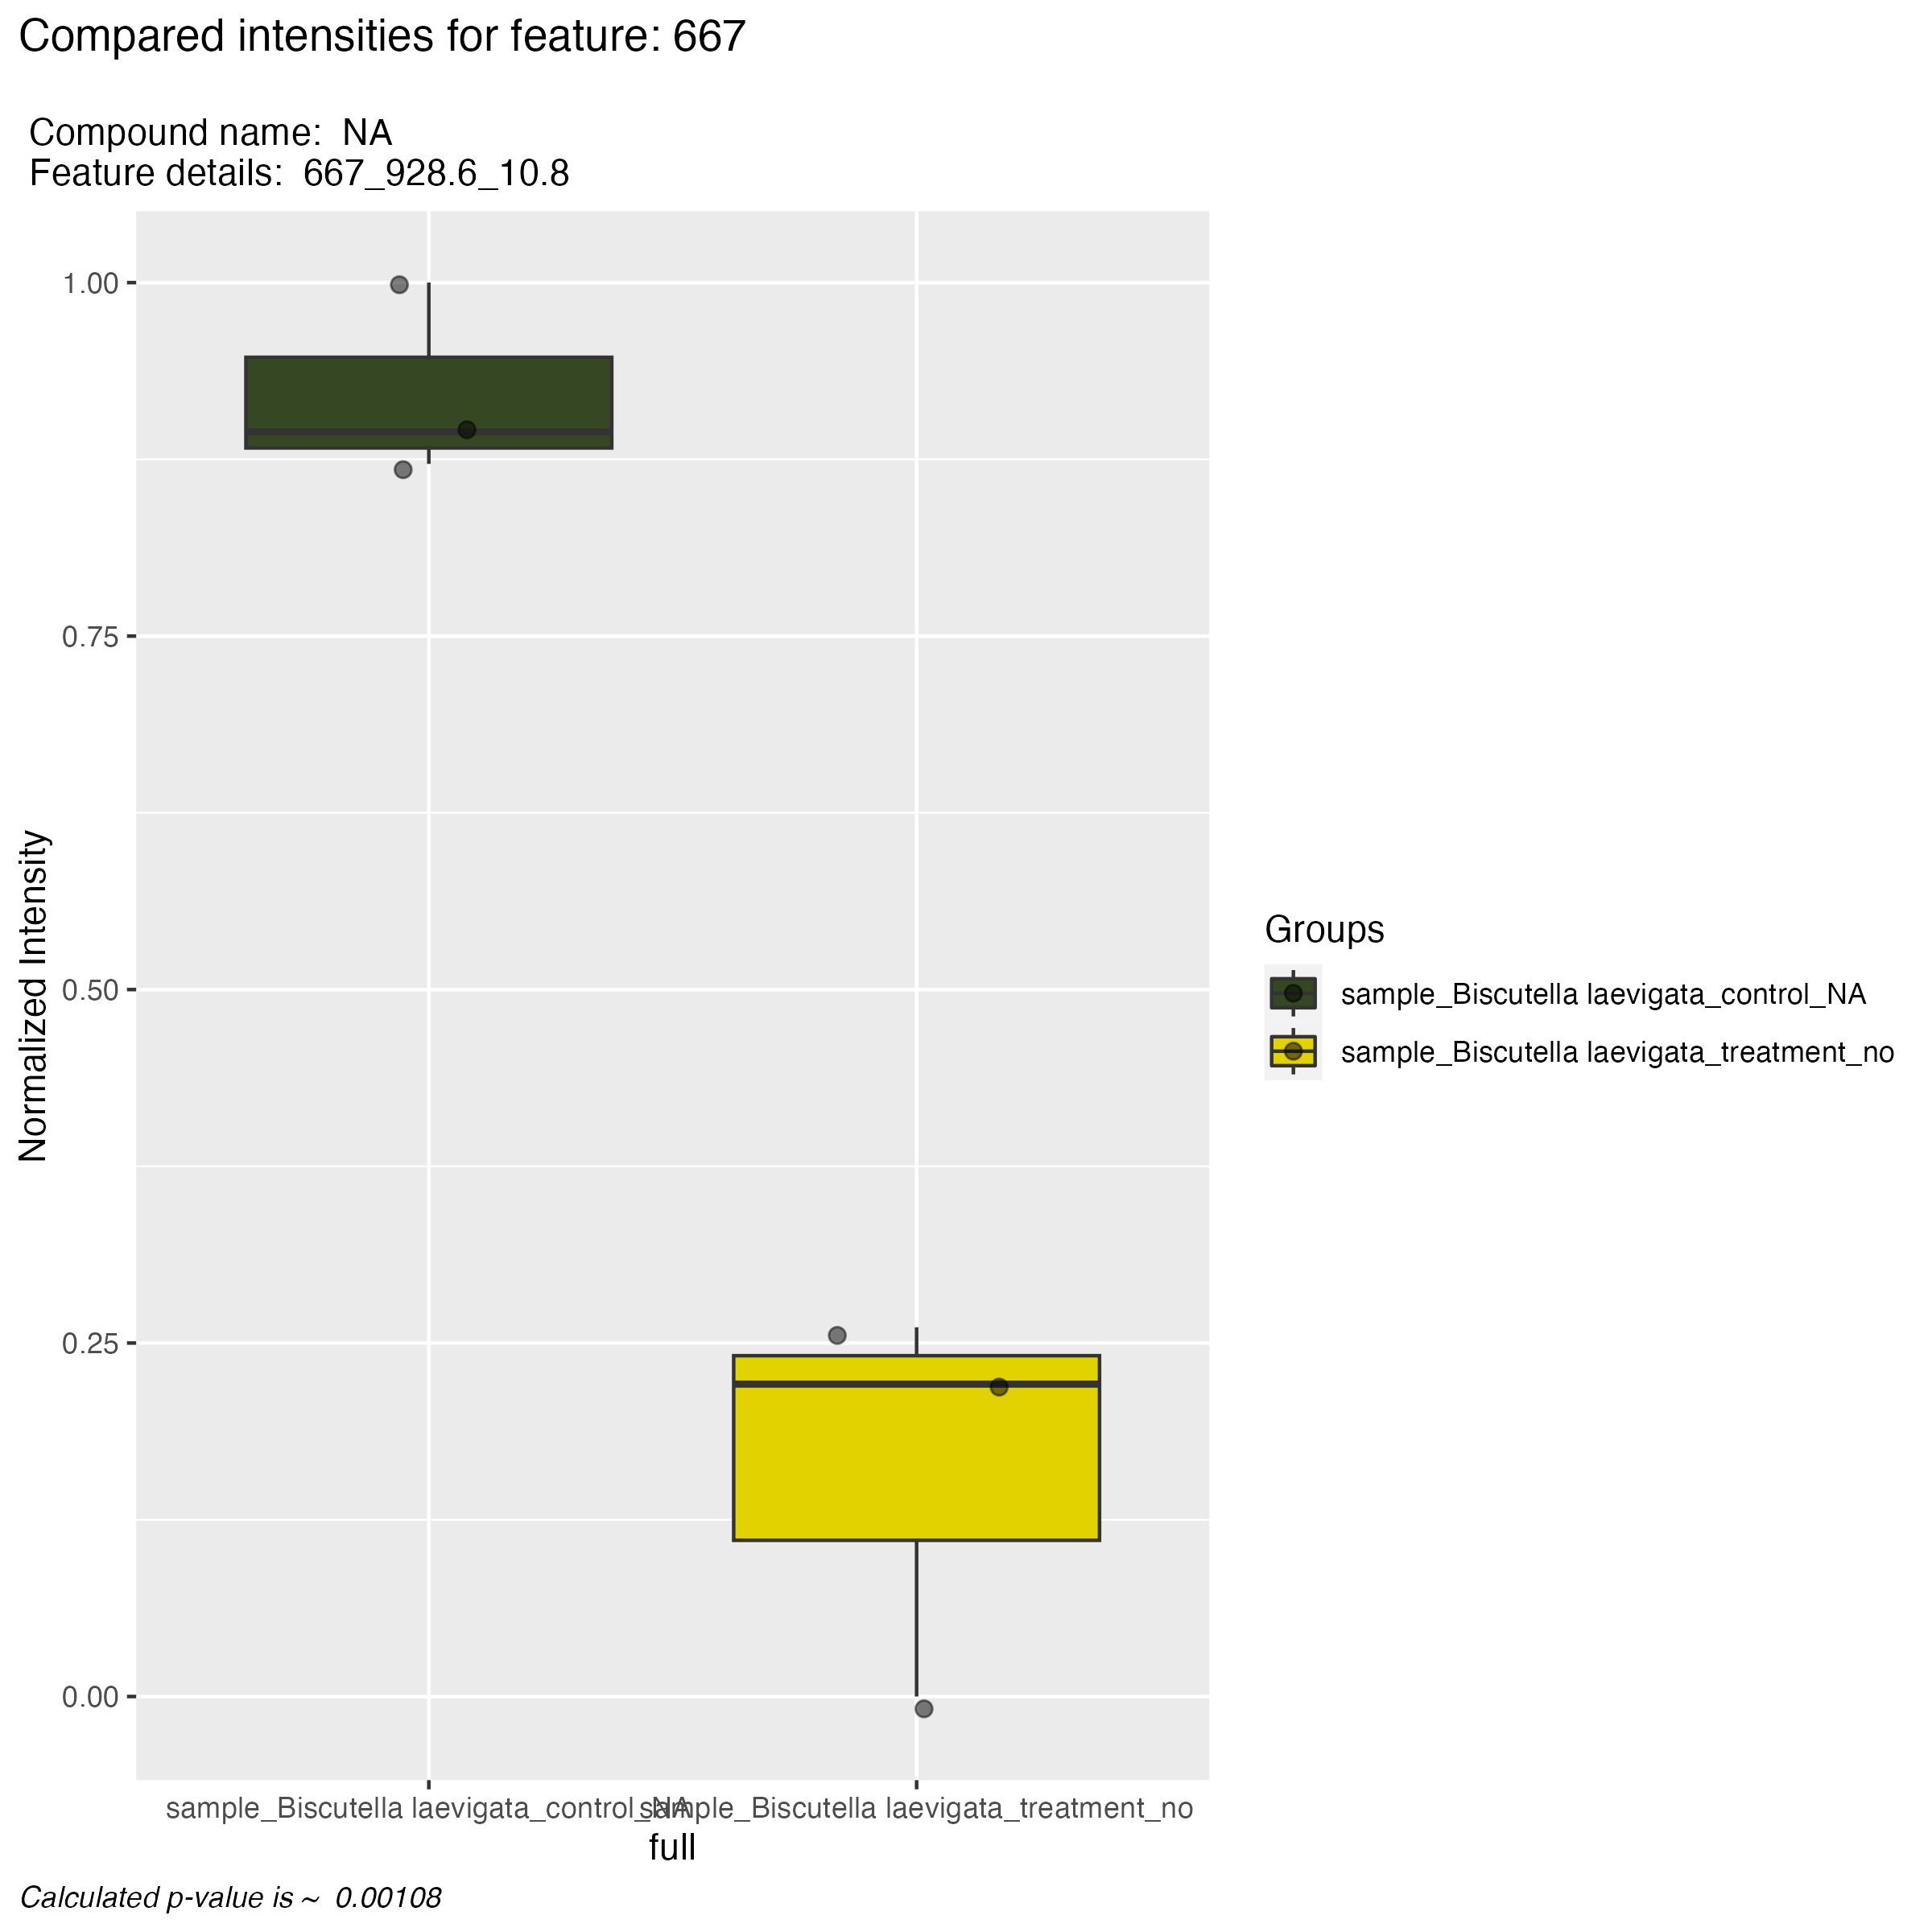 Compared intensities for feature: 667
Compound name:  NA
Feature details:  667_928.6_10.8
1.00
0.75
0.50
0.25
0.00
Normalized Intensity
Groups
sample_Biscutella laevigata_control_NA
sample_Biscutella laevigata_treatment_no
sample_Biscutella laevigata_control_NA
sample_Biscutella laevigata_treatment_no
full
Calculated p-value is ~  0.00108